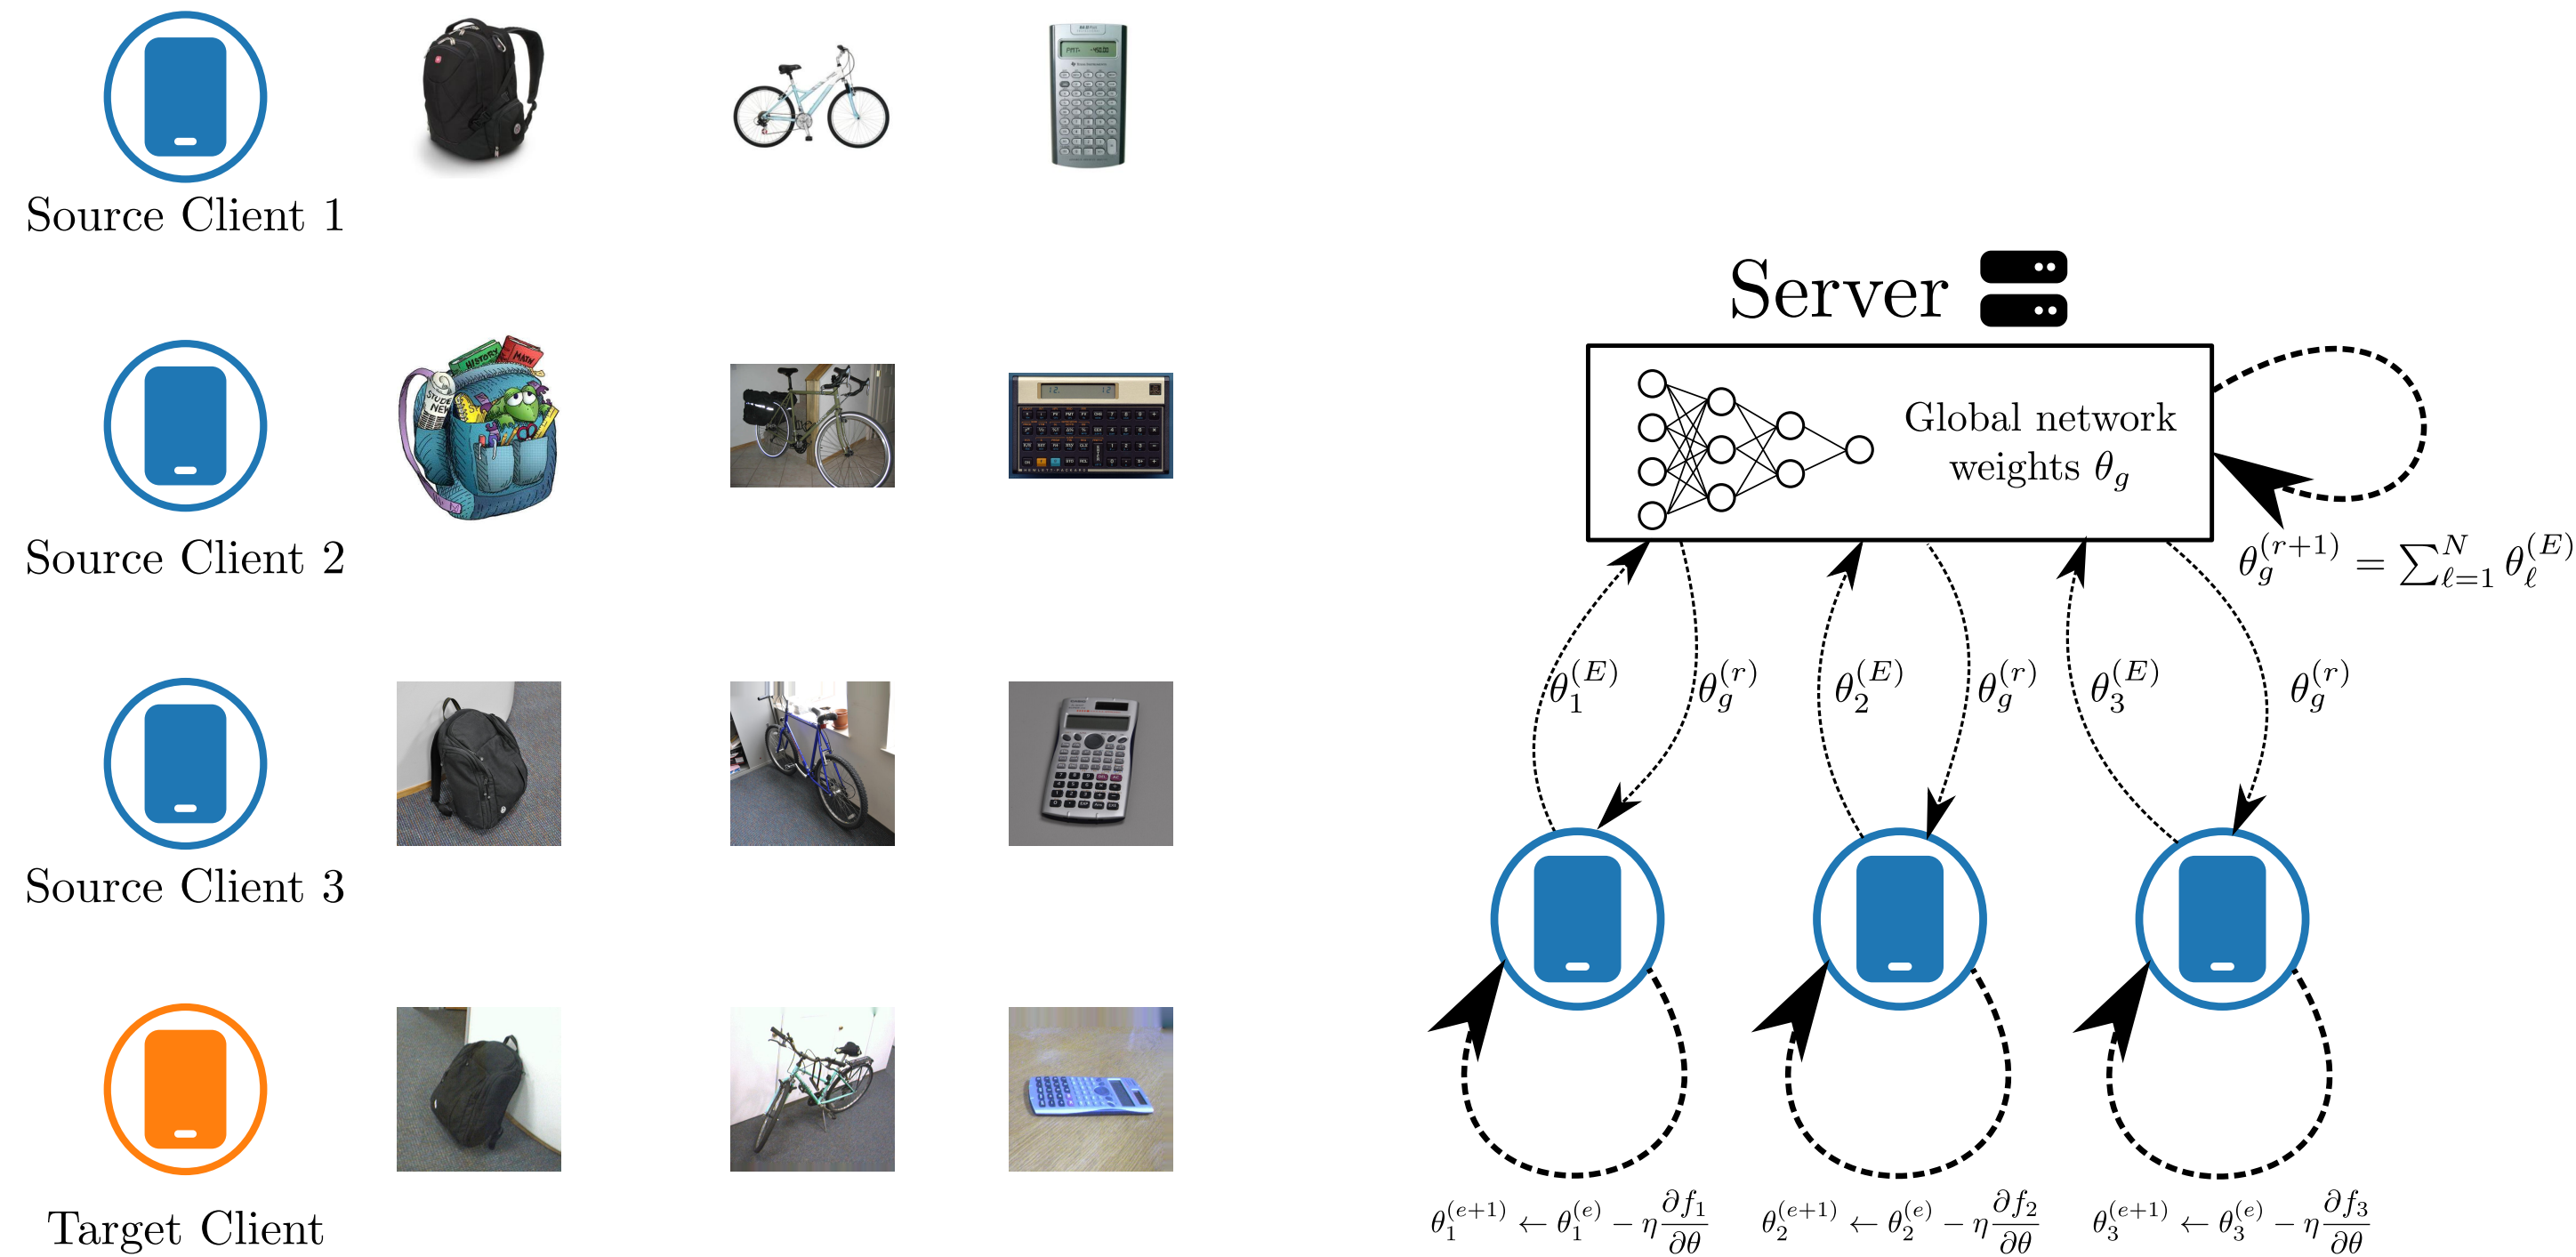 Source Client 1
HISTORY
MATH
Source Client 2
Source Client 3
Target Client
Server
Global network
weights θ_g
θ_g^{(r+1)} = ∑_{ℓ=1}^{N} θ_ℓ^{(E)}
θ_1^{(E)} θ_g^{(r)} θ_2^{(E)} θ_g^{(r)} θ_3^{(E)} θ_g^{(r)}
θ_1^{(e+1)} ← θ_1^{(e)} − η ∂f_1/∂θ
θ_2^{(e+1)} ← θ_2^{(e)} − η ∂f_2/∂θ
θ_3^{(e+1)} ← θ_3^{(e)} − η ∂f_3/∂θ